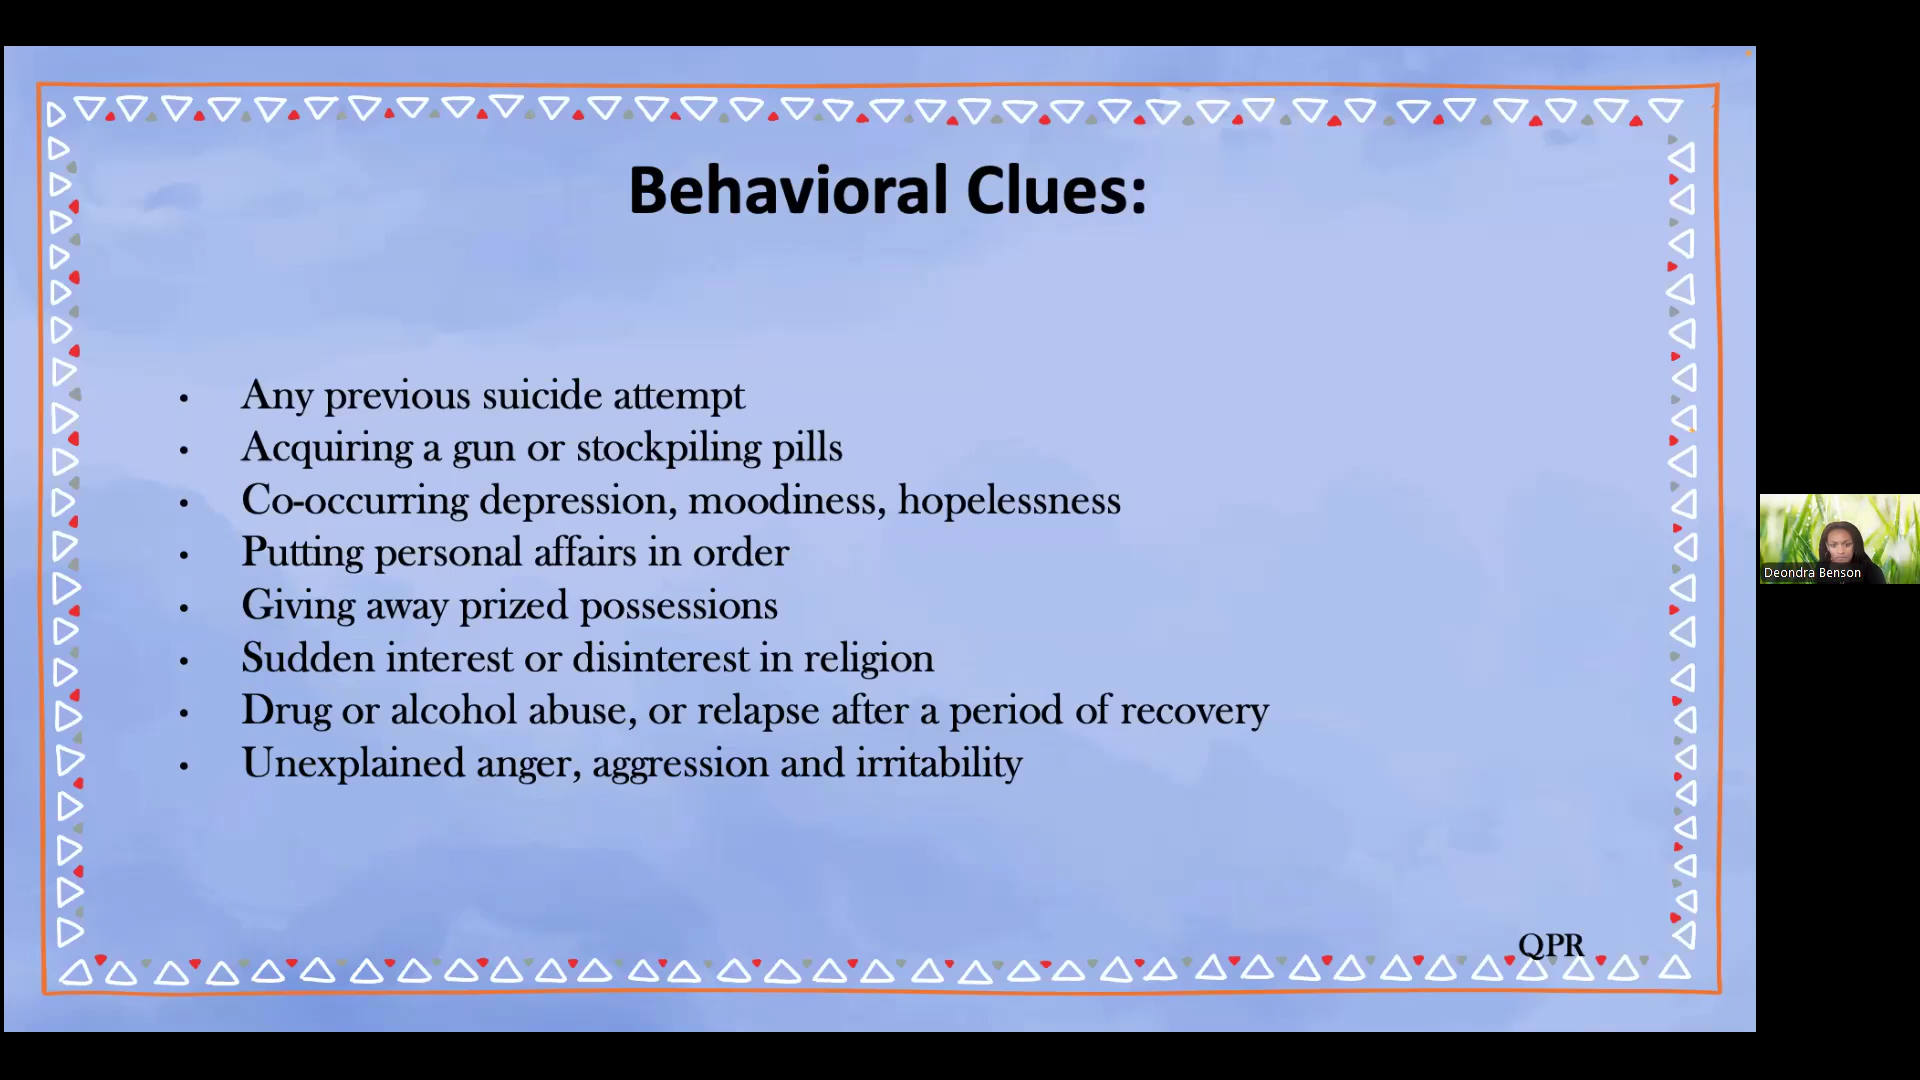 Behavioral Clues:
• Any previous suicide attempt
• Acquiring a gun or stockpiling pills
• Co-occurring depression, moodiness, hopelessness
• Putting personal affairs in order
• Giving away prized possessions
• Sudden interest or disinterest in religion
• Drug or alcohol abuse, or relapse after a period of recovery
• Unexplained anger, aggression and irritability
QPR
Deondra Benson